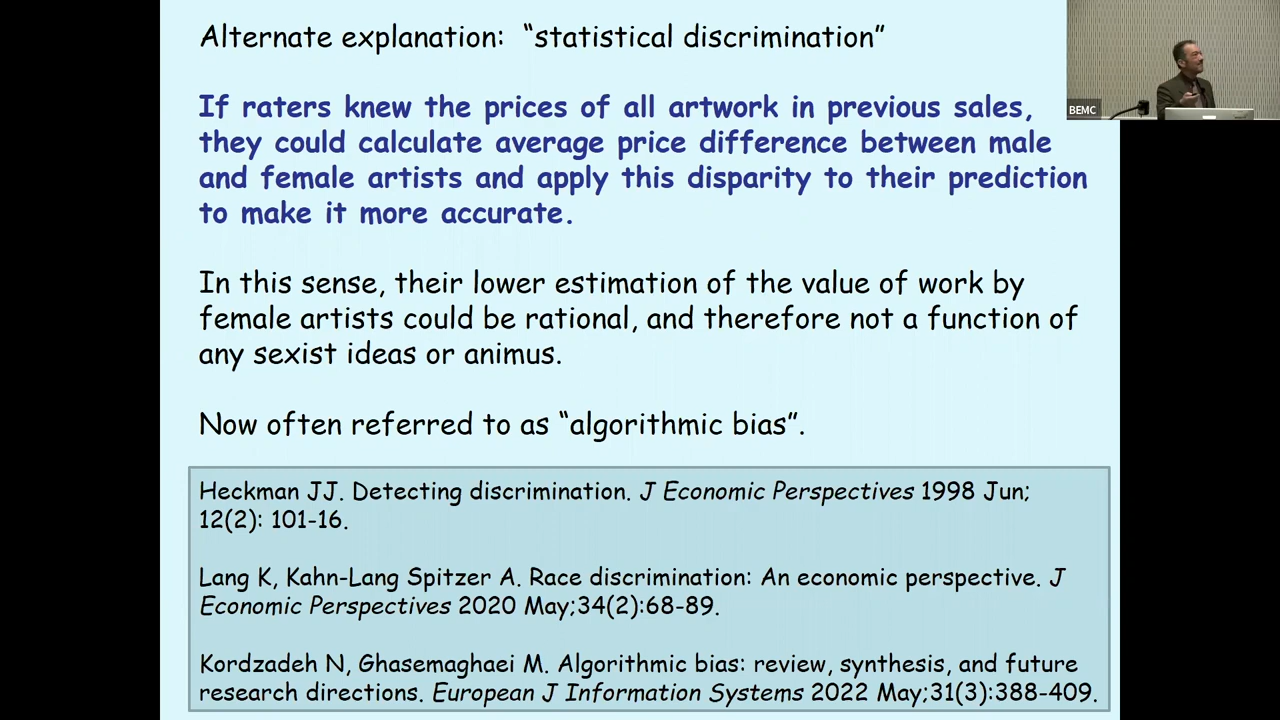 Alternate explanation: “statistical discrimination”
If raters knew the prices of all artwork in previous sales,
they could calculate average price difference between male
and female artists and apply this disparity to their prediction
to make it more accurate.
In this sense, their lower estimation of the value of work by
female artists could be rational, and therefore not a function of
any sexist ideas or animus.
Now often referred to as “algorithmic bias”.
Heckman JJ. Detecting discrimination. J Economic Perspectives 1998 Jun;
12(2): 101-16.
Lang K, Kahn-Lang Spitzer A. Race discrimination: An economic perspective. J
Economic Perspectives 2020 May;34(2):68-89.
Kordzadeh N, Ghasemaghaei M. Algorithmic bias: review, synthesis, and future
research directions. European J Information Systems 2022 May;31(3):388-409.
BEMC